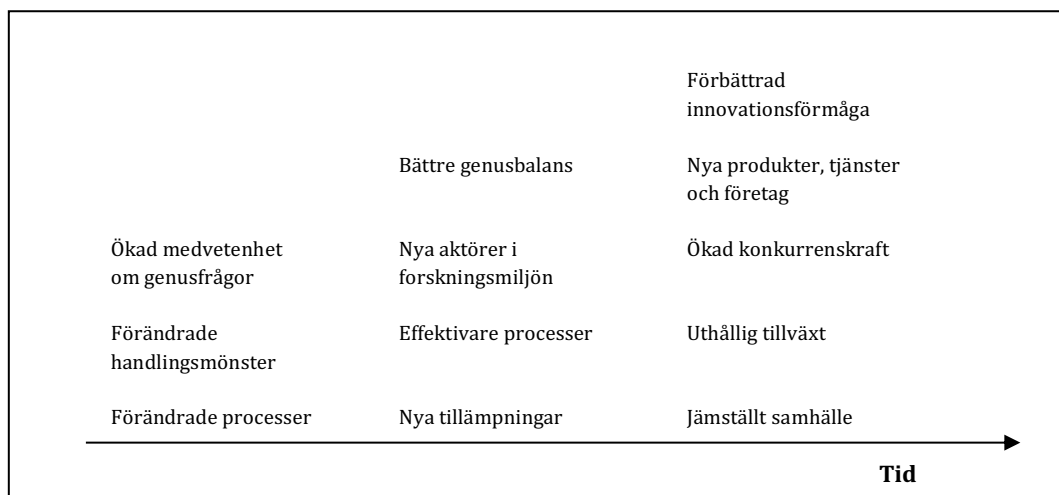 Förbättrad
innovationsförmåga
Bättre genusbalans
Nya produkter, tjänster
och företag
Ökad medvetenhet
om genusfrågor
Nya aktörer i
forskningsmiljön
Ökad konkurrenskraft
Förändrade
handlingsmönster
Effektivare processer
Uthållig tillväxt
Förändrade processer
Nya tillämpningar
Jämställt samhälle
Tid